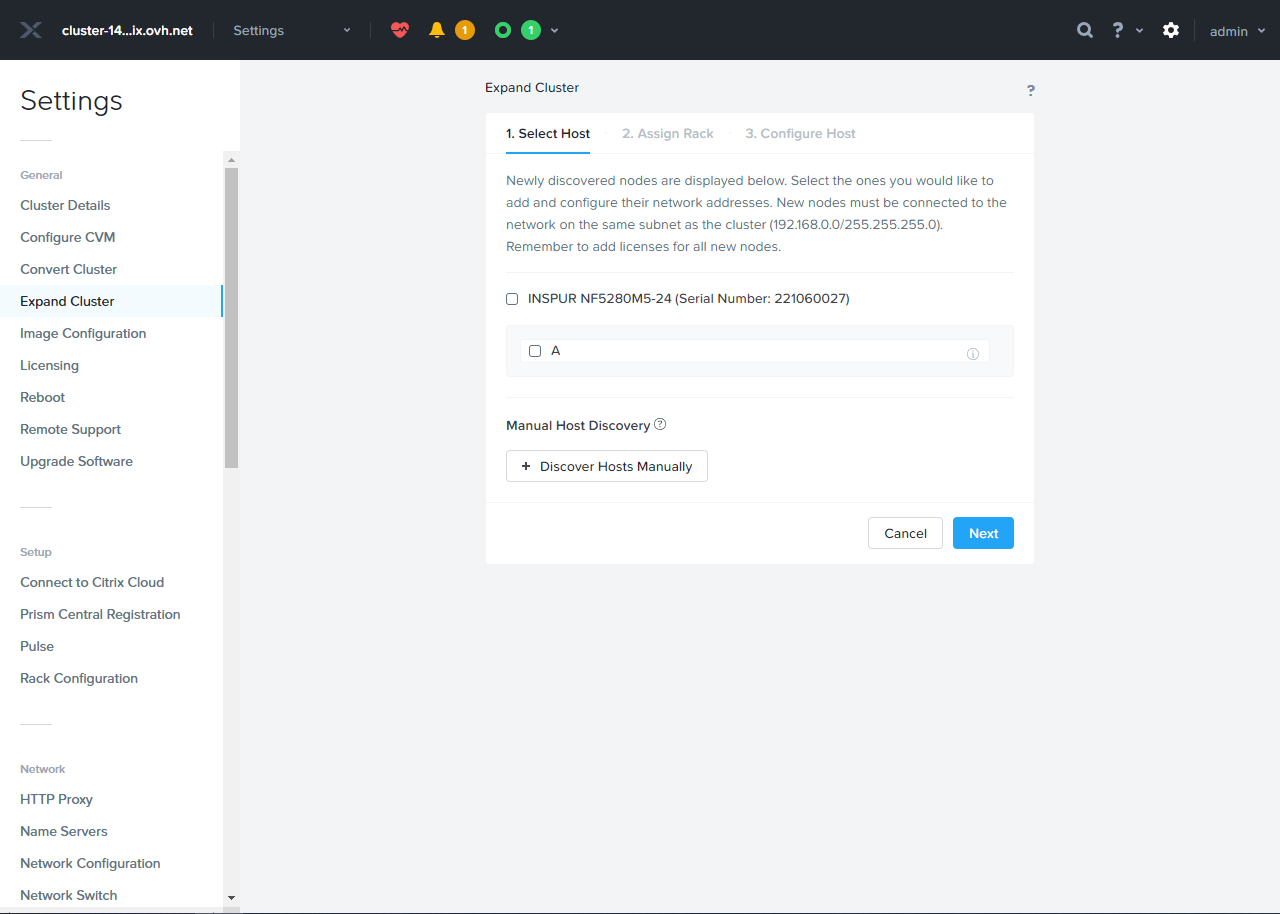 cluster-14...ix.ovh.net
Settings
1
1
?
admin
Settings
General
Cluster Details
Configure CVM
Convert Cluster
Expand Cluster
Image Configuration
Licensing
Reboot
Remote Support
Upgrade Software
Setup
Connect to Citrix Cloud
Prism Central Registration
Pulse
Rack Configuration
Network
HTTP Proxy
Name Servers
Network Configuration
Network Switch
Expand Cluster
?
1. Select Host
2. Assign Rack
3. Configure Host
Newly discovered nodes are displayed below. Select the ones you would like to
add and configure their network addresses. New nodes must be connected to the
network on the same subnet as the cluster (192.168.0.0/255.255.255.0).
Remember to add licenses for all new nodes.
INSPUR NF5280M5-24 (Serial Number: 221060027)
A
Manual Host Discovery ?
+ Discover Hosts Manually
Cancel
Next